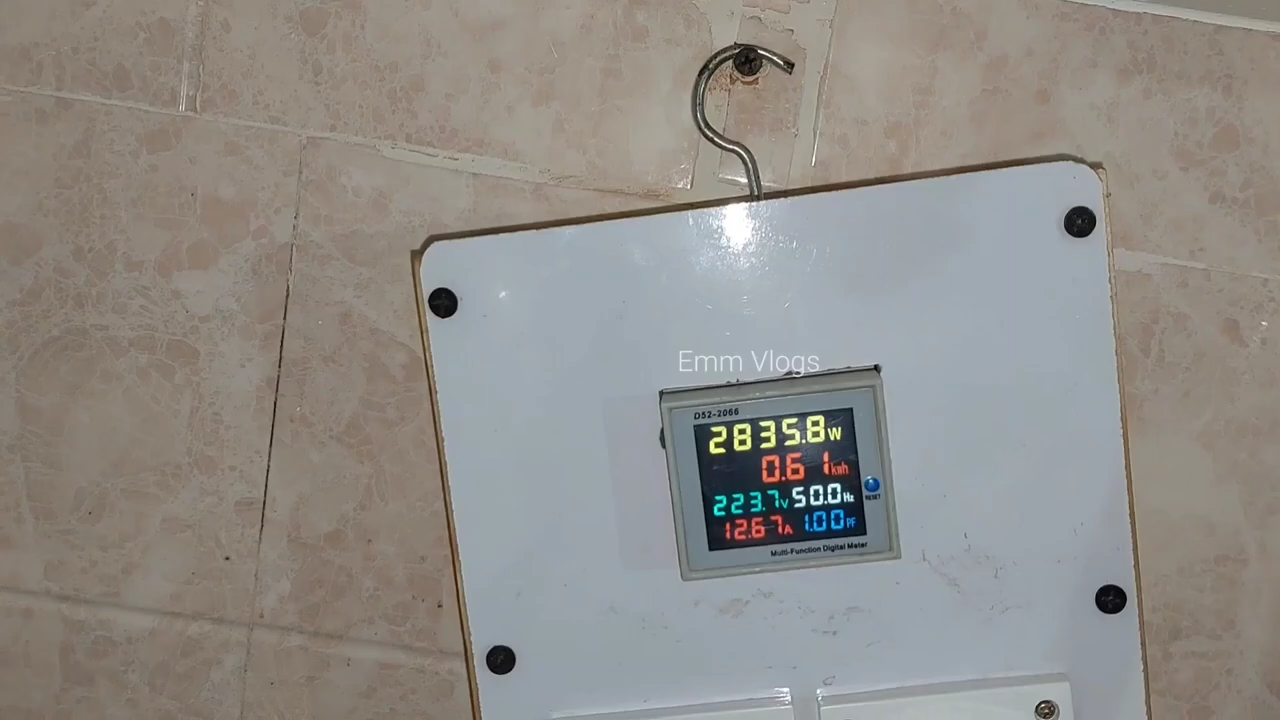 Emm Vlogs
D52-2066
2835.8W
0.61kWh
223.7V 50.0Hz
RESET
12.67A 1.00PF
Multi-Function Digital Meter